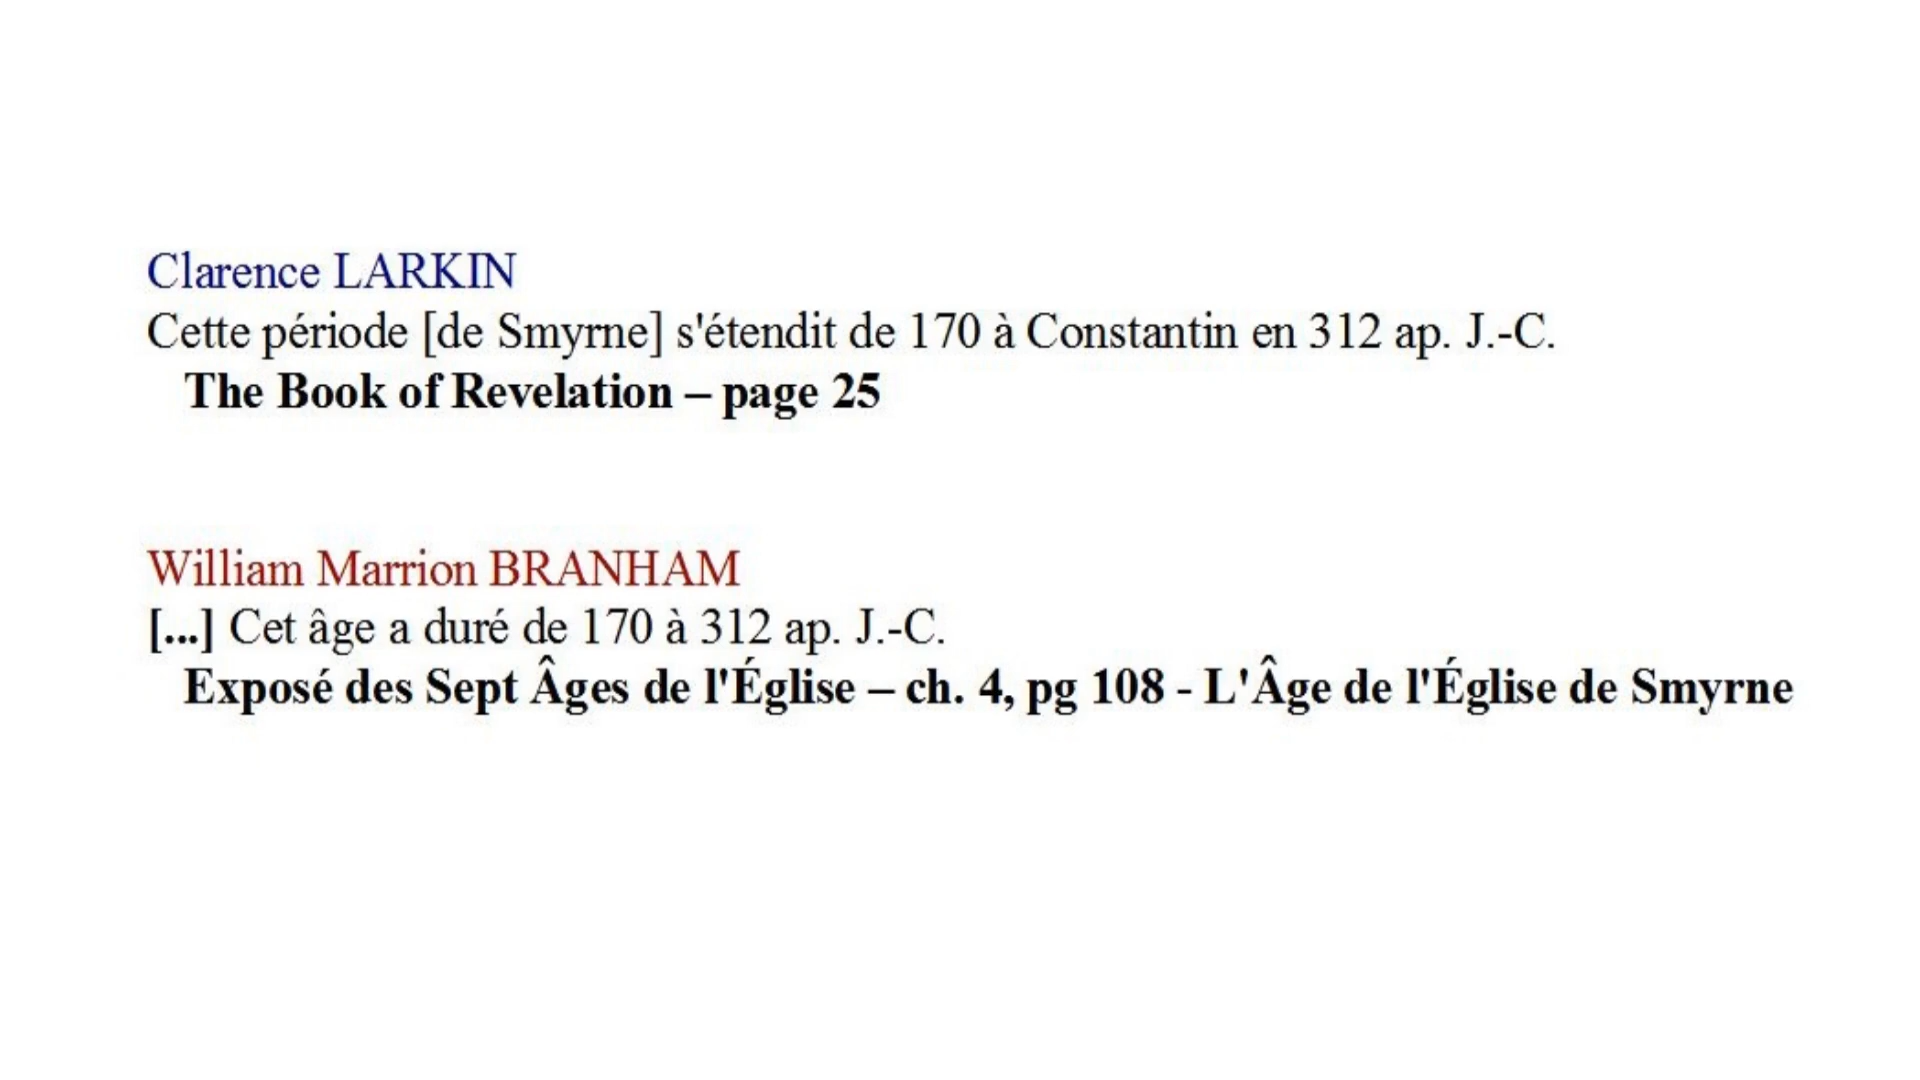 Clarence LARKIN
Cette période [de Smyrne] s'étendit de 170 à Constantin en 312 ap. J.-C.
The Book of Revelation – page 25
William Marrion BRANHAM
[...] Cet âge a duré de 170 à 312 ap. J.-C.
Exposé des Sept Âges de l'Église – ch. 4, pg 108 - L'Âge de l'Église de Smyrne